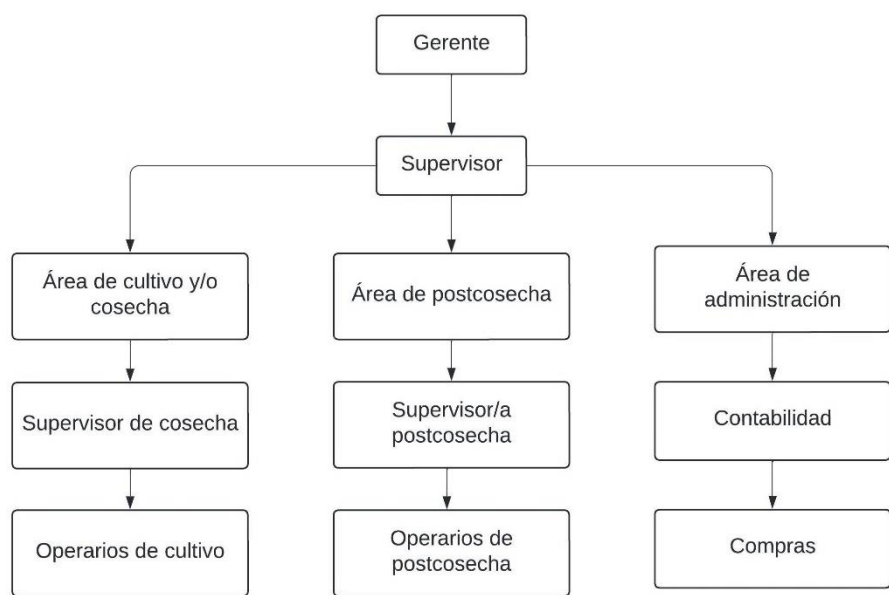 Gerente
Supervisor
Área de cultivo y/o
cosecha
Área de postcosecha
Área de
administración
Supervisor de cosecha
Supervisor/a
postcosecha
Contabilidad
Operarios de cultivo
Operarios de
postcosecha
Compras